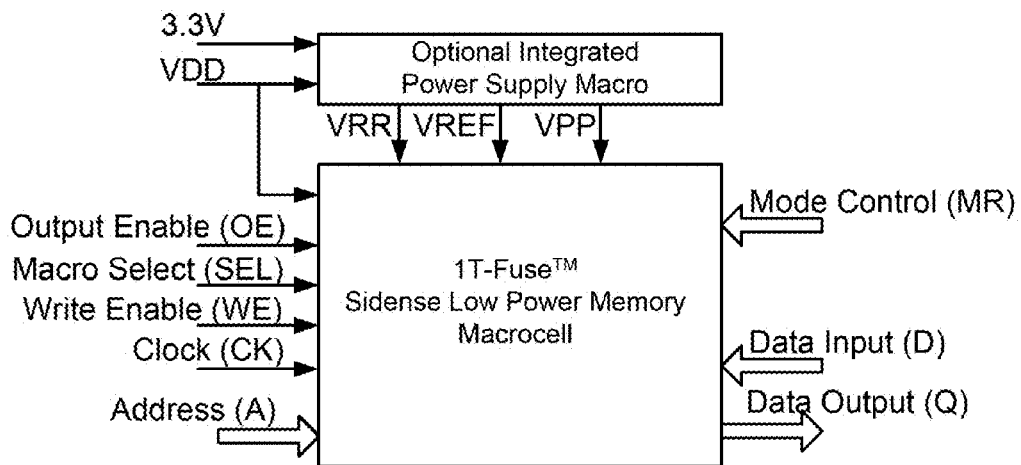 3.3V
VDD
Optional Integrated
Power Supply Macro
VRR
VREF
VPP
Output Enable (OE)
Macro Select (SEL)
Write Enable (WE)
Clock (CK)
Address (A)
1T-Fuse™
Sidense Low Power Memory
Macrocell
Mode Control (MR)
Data Input (D)
Data Output (Q)